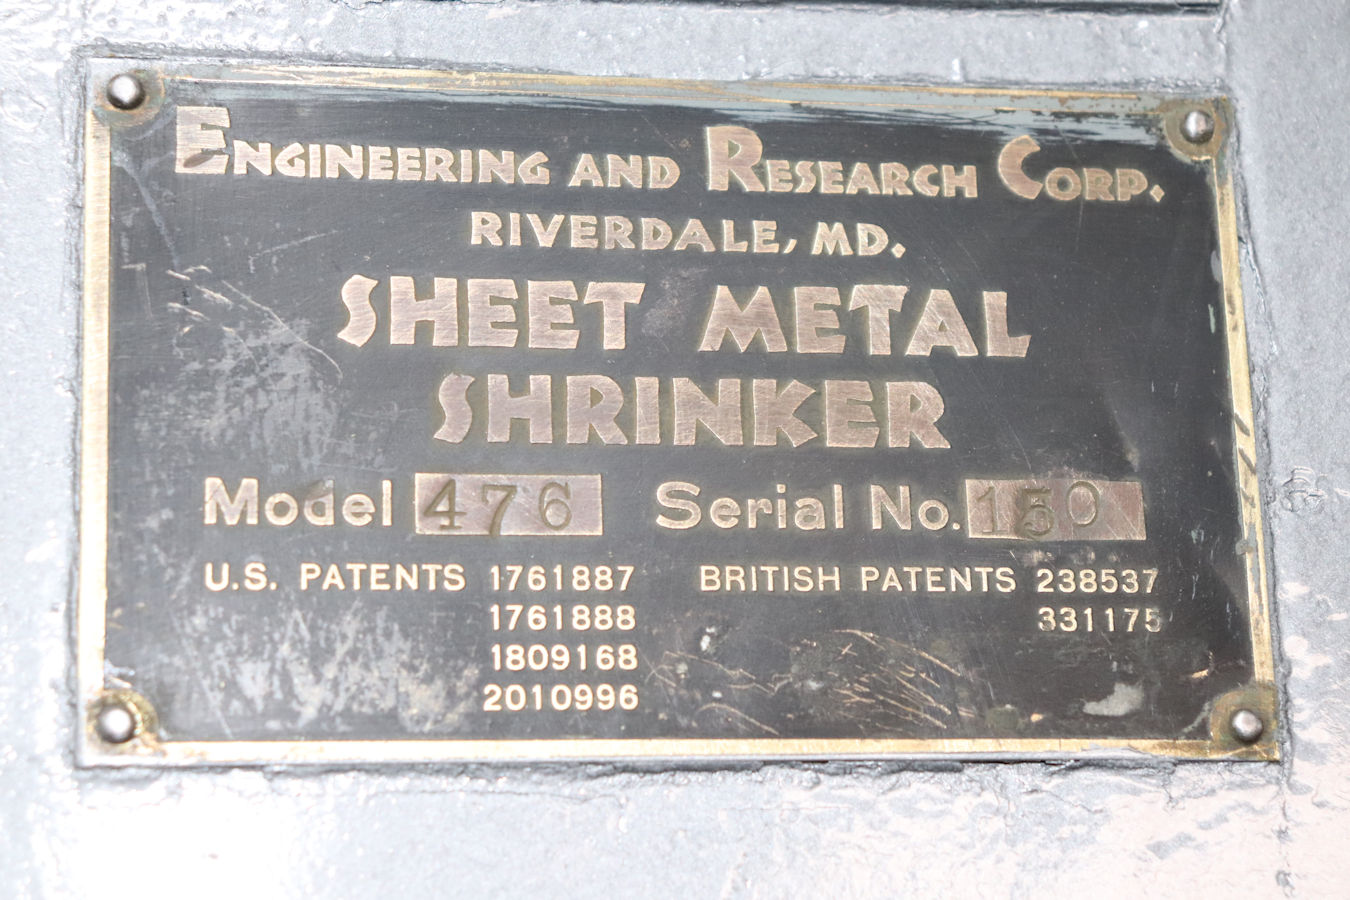 ENGINEERING AND RESEARCH CORP.
RIVERDALE, MD.
SHEET METAL
SHRINKER
Model 476 Serial No. 150
U.S. PATENTS 1761887 BRITISH PATENTS 238537
1761888 331175
1809168
2010996